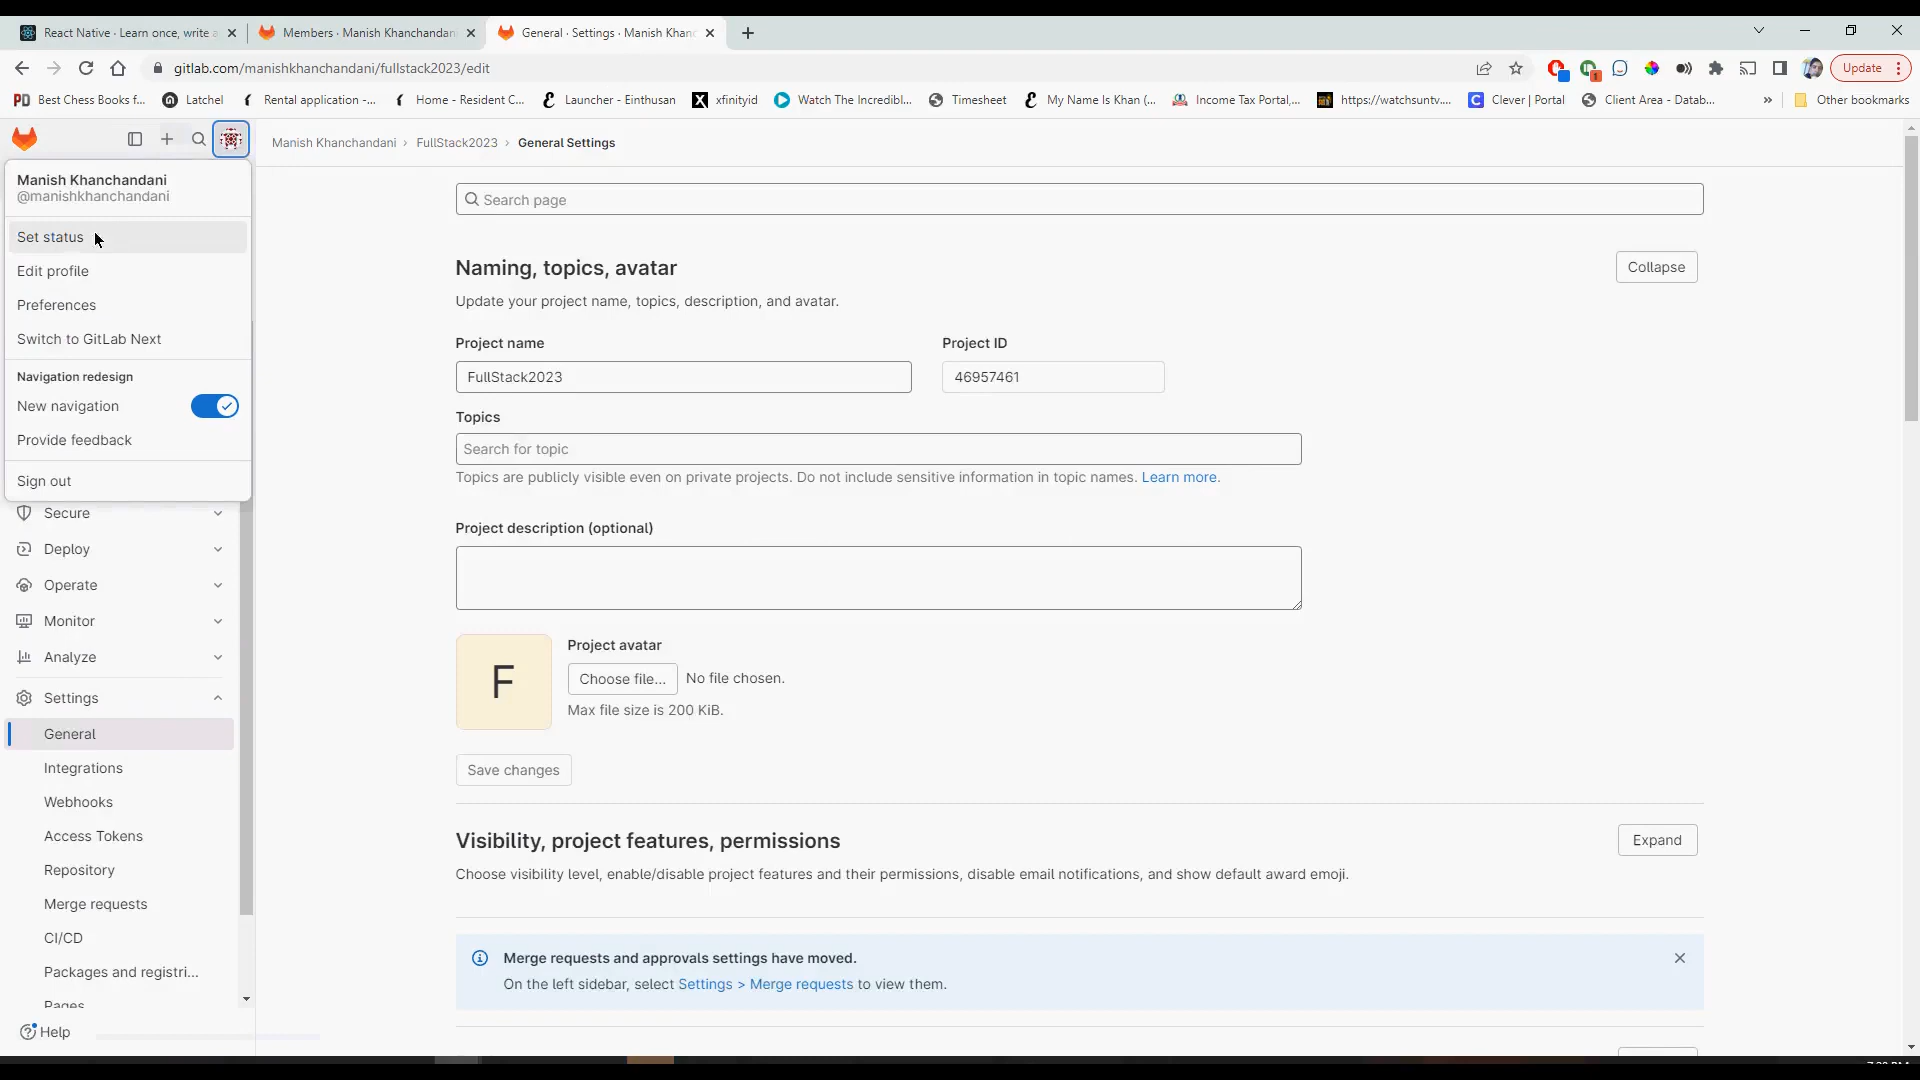 React Native · Learn once, write a
Members · Manish Khanchandani
General · Settings · Manish Khan
gitlab.com/manishkhanchandani/fullstack2023/edit
Update
Best Chess Books f...
Latchel
Rental application -...
Home - Resident C...
Launcher - Einthusan
xfinityid
Watch The Incredibl...
Timesheet
My Name Is Khan (...
Income Tax Portal,...
https://watchsuntv....
Clever | Portal
Client Area - Datab...
»
Other bookmarks
Manish Khanchandani › FullStack2023 › General Settings
Manish Khanchandani
@manishkhanchandani
Set status
Edit profile
Preferences
Switch to GitLab Next
Navigation redesign
New navigation
Provide feedback
Sign out
Secure
Deploy
Operate
Monitor
Analyze
Settings
General
Integrations
Webhooks
Access Tokens
Repository
Merge requests
CI/CD
Packages and registri...
Pages
Help
Search page
Naming, topics, avatar
Collapse
Update your project name, topics, description, and avatar.
Project name
Project ID
FullStack2023
46957461
Topics
Search for topic
Topics are publicly visible even on private projects. Do not include sensitive information in topic names. Learn more.
Project description (optional)
F
Project avatar
Choose file...
No file chosen.
Max file size is 200 KiB.
Save changes
Visibility, project features, permissions
Expand
Choose visibility level, enable/disable project features and their permissions, disable email notifications, and show default award emoji.
Merge requests and approvals settings have moved.
On the left sidebar, select Settings > Merge requests to view them.